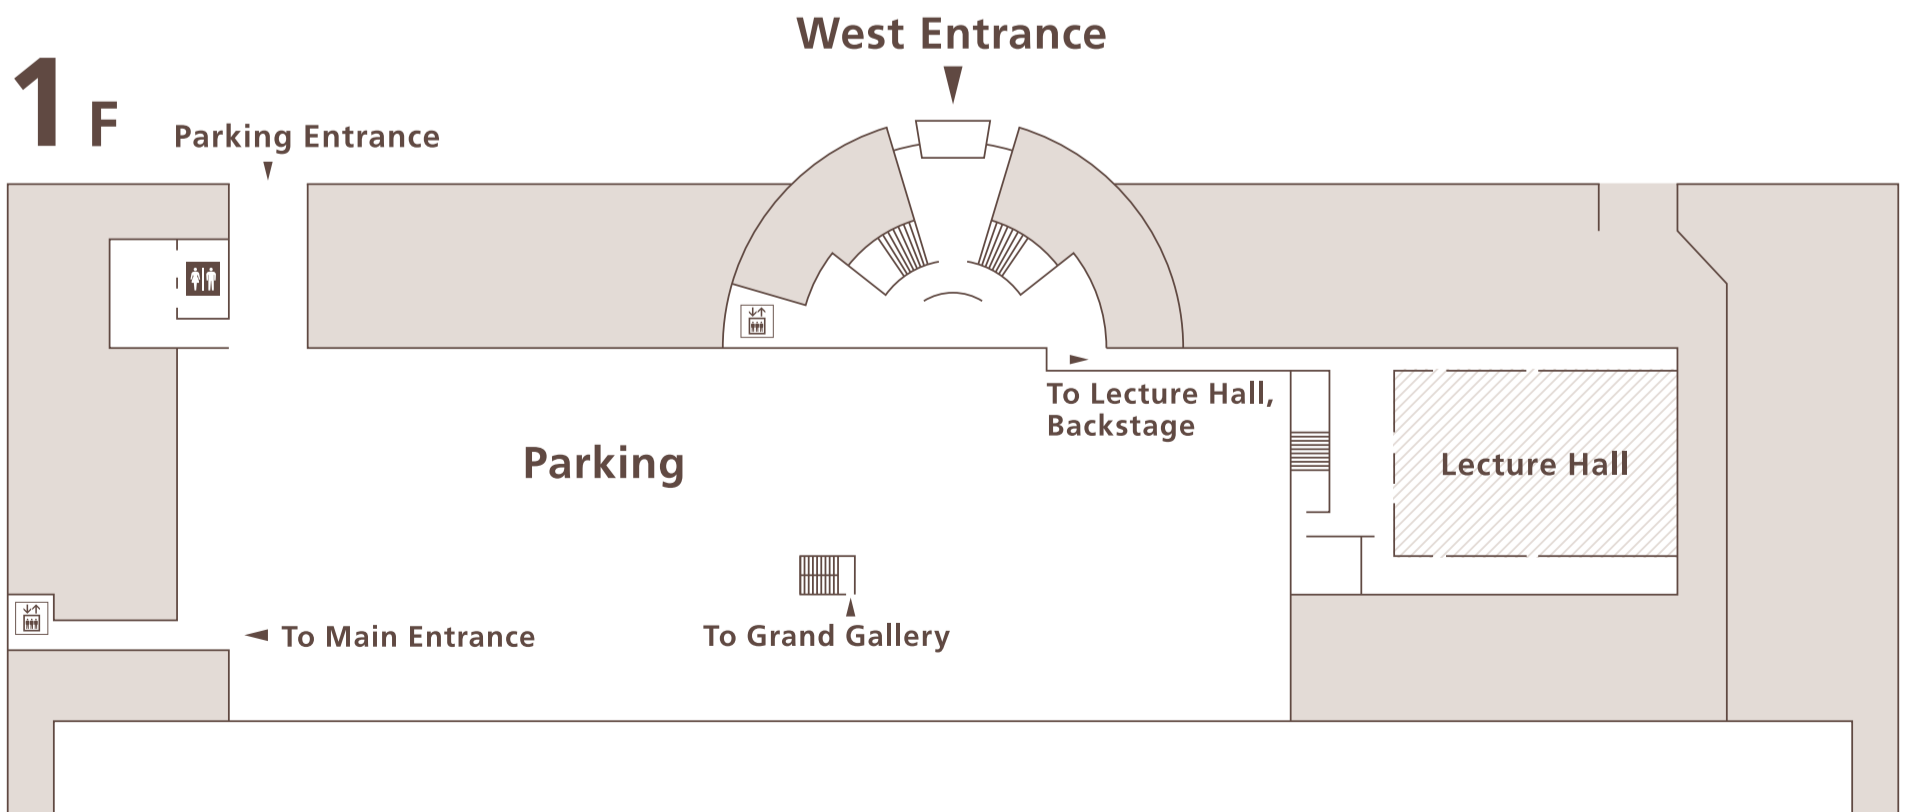 West Entrance
1 F
Parking Entrance
To Lecture Hall,
Backstage
Parking
Lecture Hall
To Main Entrance
To Grand Gallery